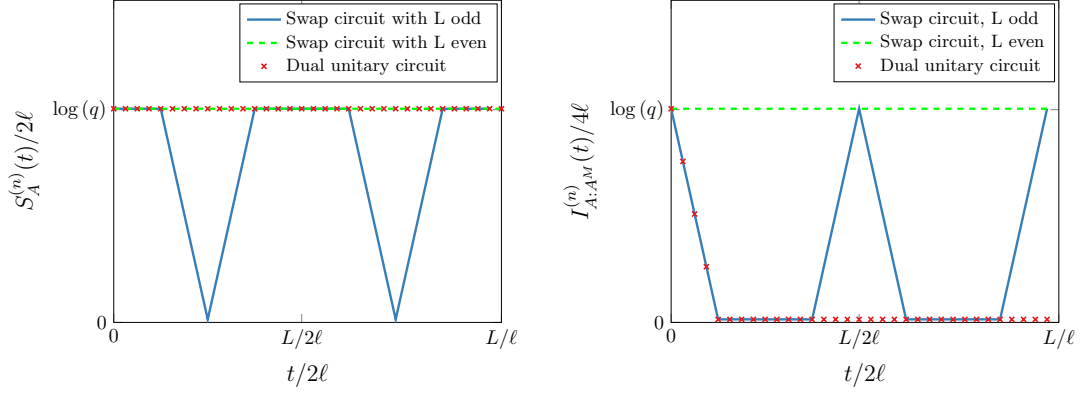 Swap circuit with L odd
Swap circuit with L even
Dual unitary circuit
log (q)
0
S_A^{(n)}(t)/2ℓ
0
L/2ℓ
L/ℓ
t/2ℓ
Swap circuit, L odd
Swap circuit, L even
Dual unitary circuit
log (q)
0
I_{A:A^M}^{(n)}(t)/4ℓ
0
L/2ℓ
L/ℓ
t/2ℓ